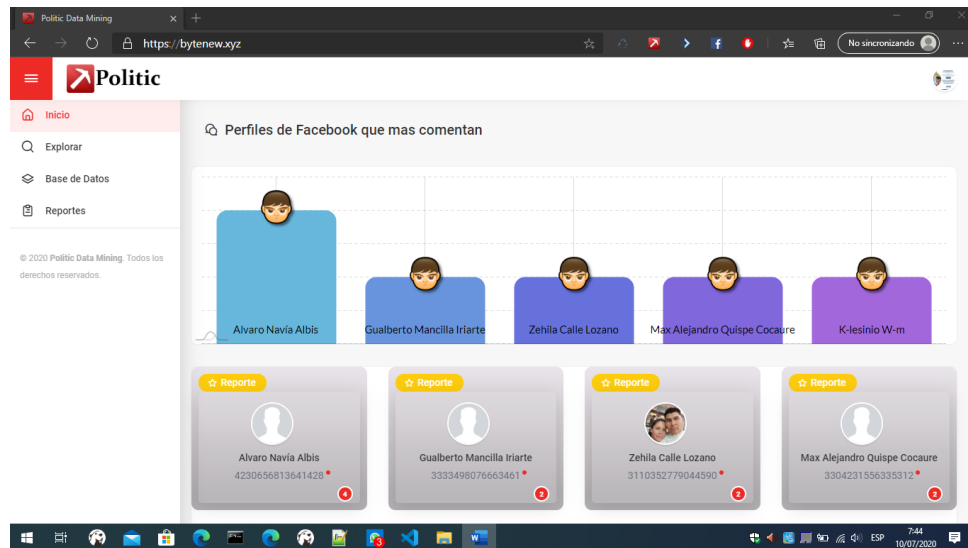 Politic Data Mining
https://bytenew.xyz
No sincronizando
Politic
Inicio
Explorar
Base de Datos
Reportes
© 2020 Politic Data Mining. Todos los
derechos reservados.
Perfiles de Facebook que mas comentan
Alvaro Navía Albis
Gualberto Mancilla Iriarte
Zehila Calle Lozano
Max Alejandro Quispe Cocaure
K-lesinio W-m
Reporte
Alvaro Navía Albis
423065681364​1428
4
Reporte
Gualberto Mancilla Iriarte
3333498076663461
2
Reporte
Zehila Calle Lozano
3110352779044590
2
Reporte
Max Alejandro Quispe Cocaure
3304231556335312
2
3
ESP
7:44
10/07/2020